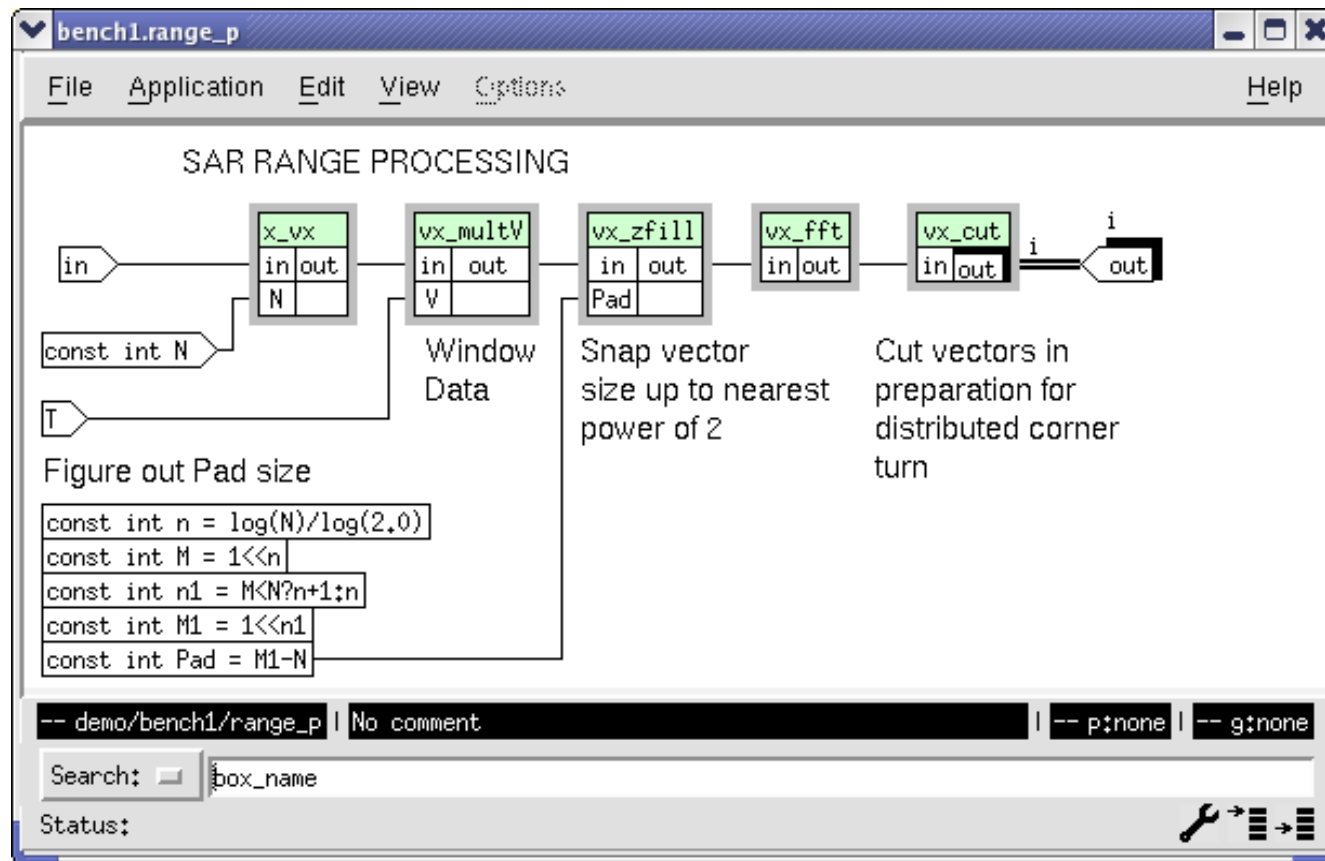 bench1.range_p
File Application Edit View Options Help
SAR RANGE PROCESSING
x_vx vx_multV vx_zfill vx_fft vx_cut i
in in out in out in out in out in out i out
N V Pad
const int N
Window
Data
Snap vector
size up to nearest
power of 2
Cut vectors in
preparation for
distributed corner
turn
T
Figure out Pad size
const int n = log(N)/log(2.0)
const int M = 1<<n
const int n1 = M<N?n+1:n
const int M1 = 1<<n1
const int Pad = M1-N
-- demo/bench1/range_p | No comment | -- p:none | -- g:none
Search: box_name
Status: